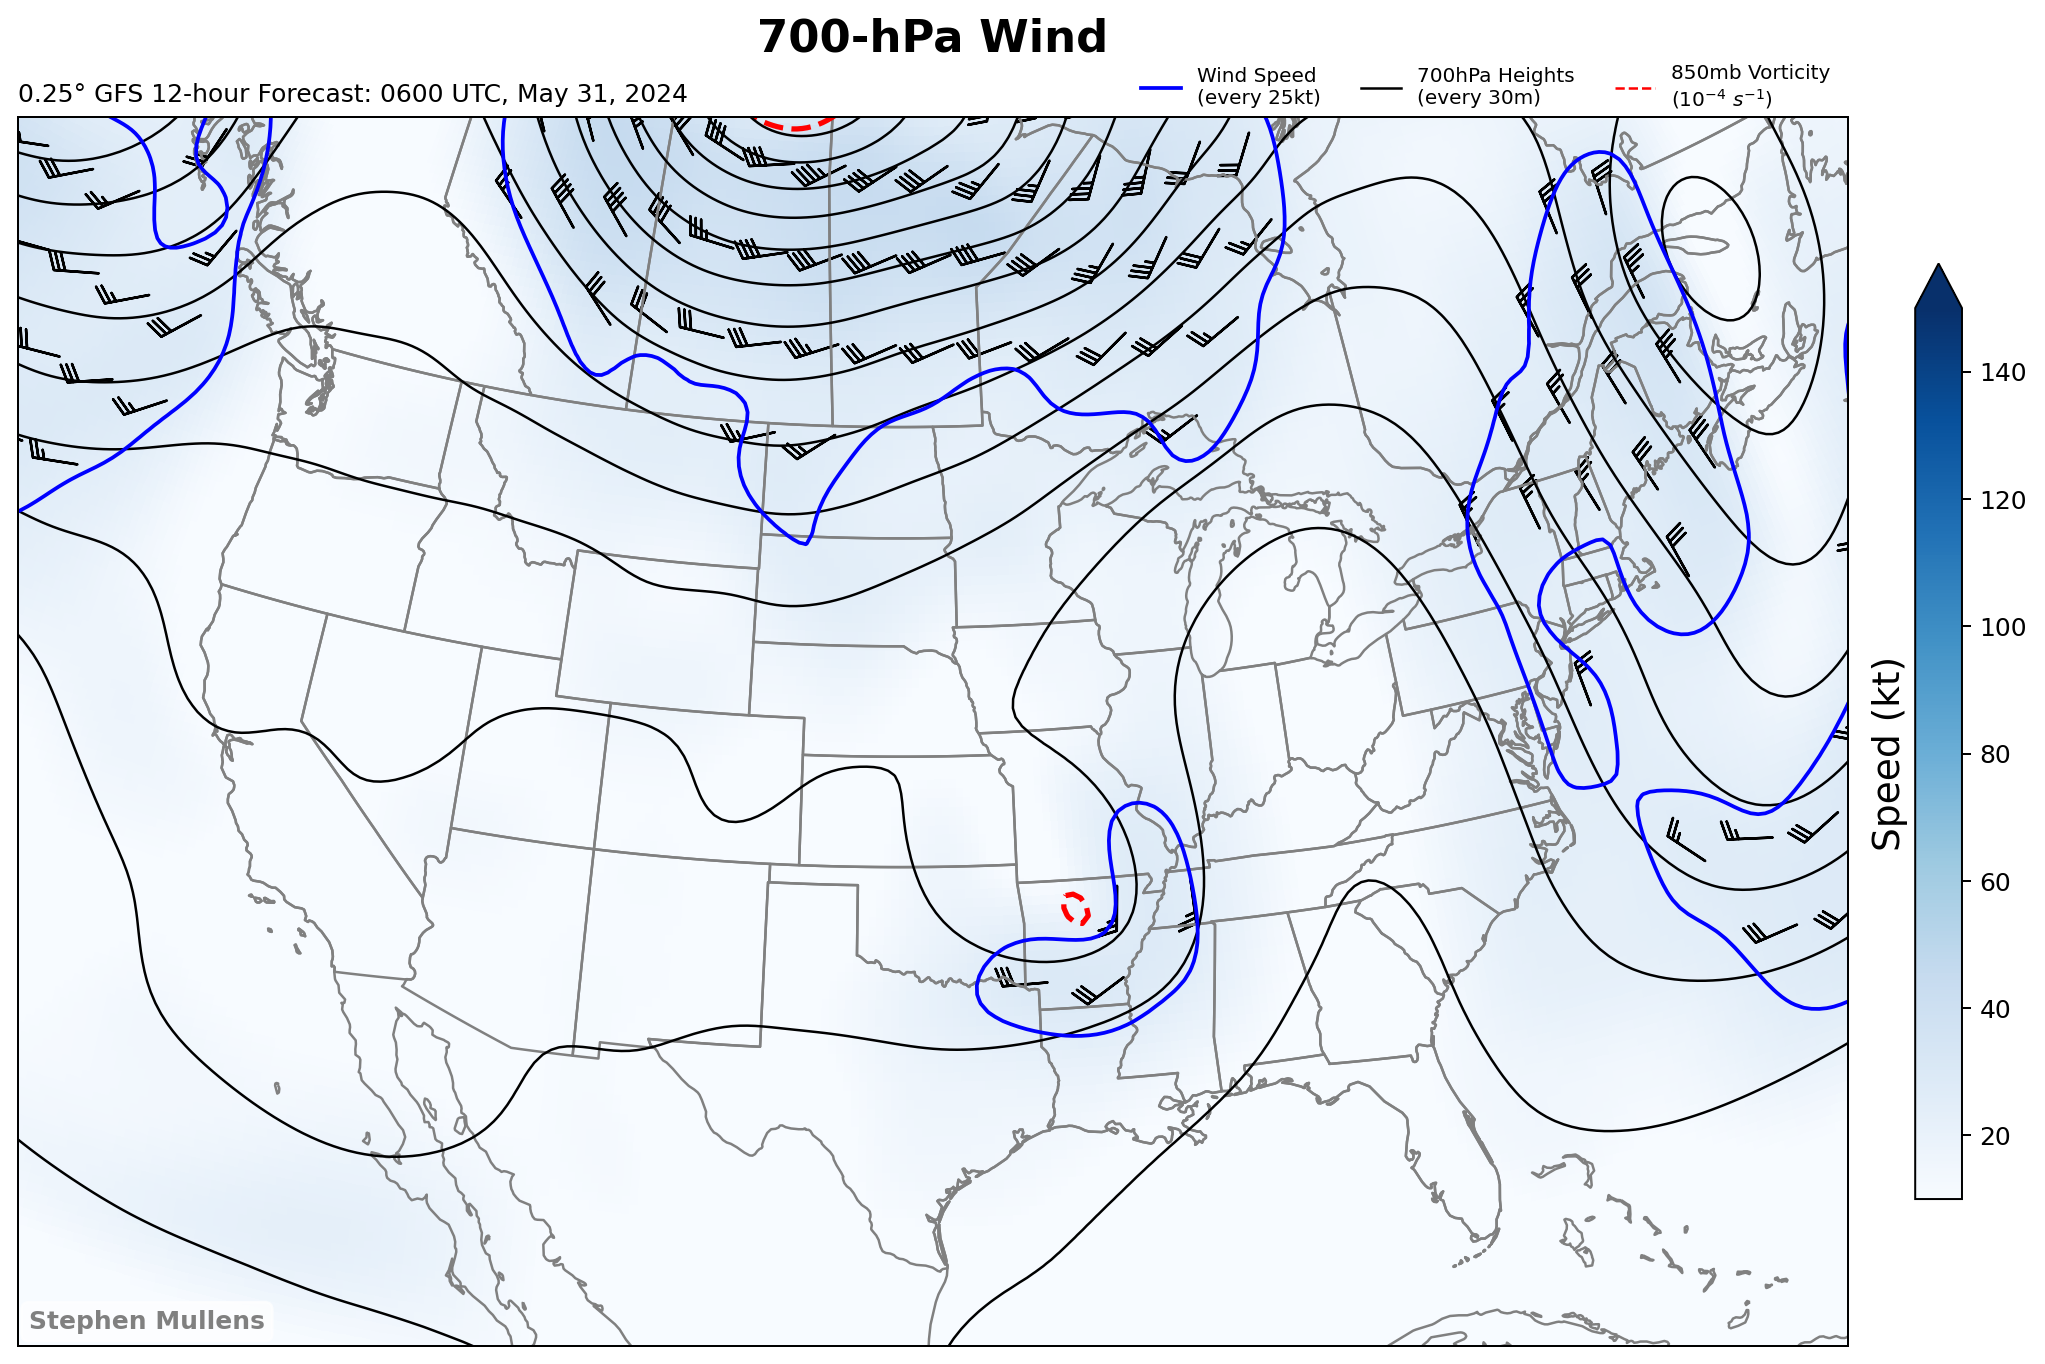 700-hPa Wind
0.25° GFS 12-hour Forecast: 0600 UTC, May 31, 2024
Wind Speed
(every 25kt)
700hPa Heights
(every 30m)
850mb Vorticity
(10⁻⁴ s⁻¹)
140
120
100
80
60
40
20
Speed (kt)
Stephen Mullens